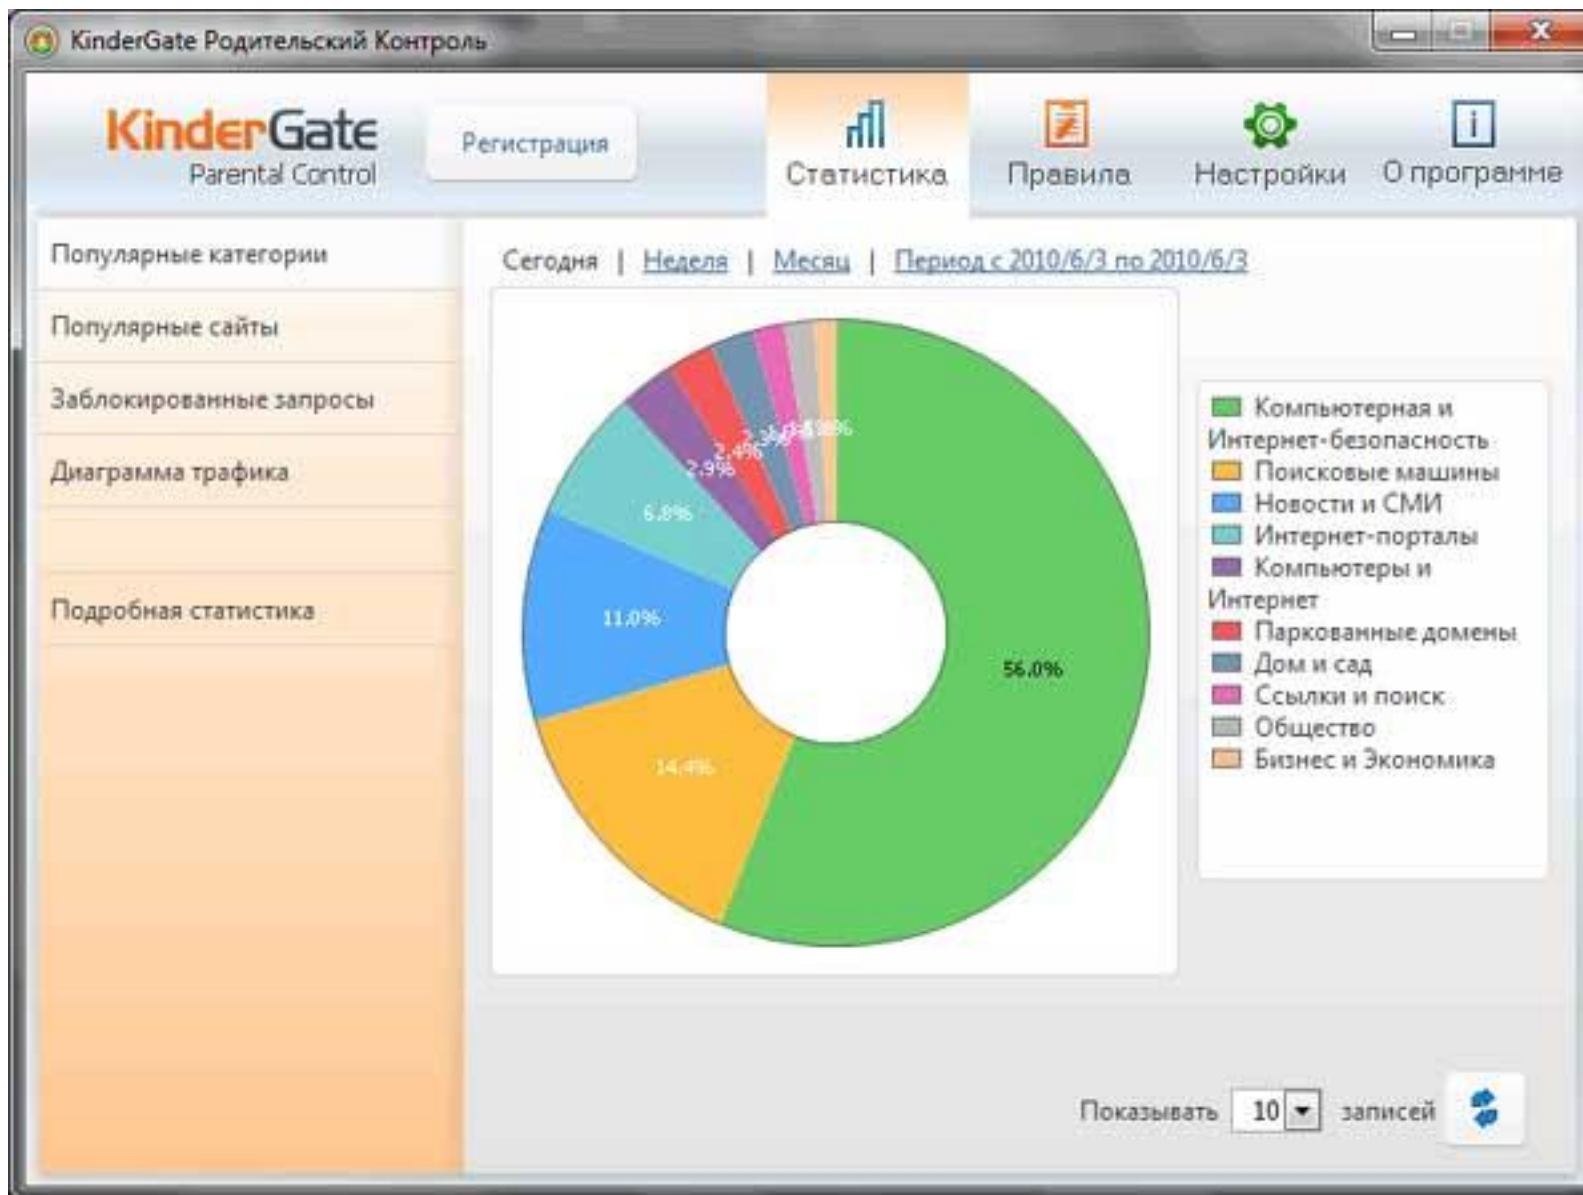 KinderGate Родительский Контроль
KinderGate
Parental Control
Регистрация
Статистика
Правила
Настройки
О программе
Популярные категории
Популярные сайты
Заблокированные запросы
Диаграмма трафика
Подробная статистика
Сегодня | Неделя | Месяц | Период с 2010/6/3 по 2010/6/3
2.4%
2.9%
6.8%
11.0%
14.4%
56.0%
Компьютерная и
Интернет-безопасность
Поисковые машины
Новости и СМИ
Интернет-порталы
Компьютеры и
Интернет
Паркованные домены
Дом и сад
Ссылки и поиск
Общество
Бизнес и Экономика
Показывать 10 записей